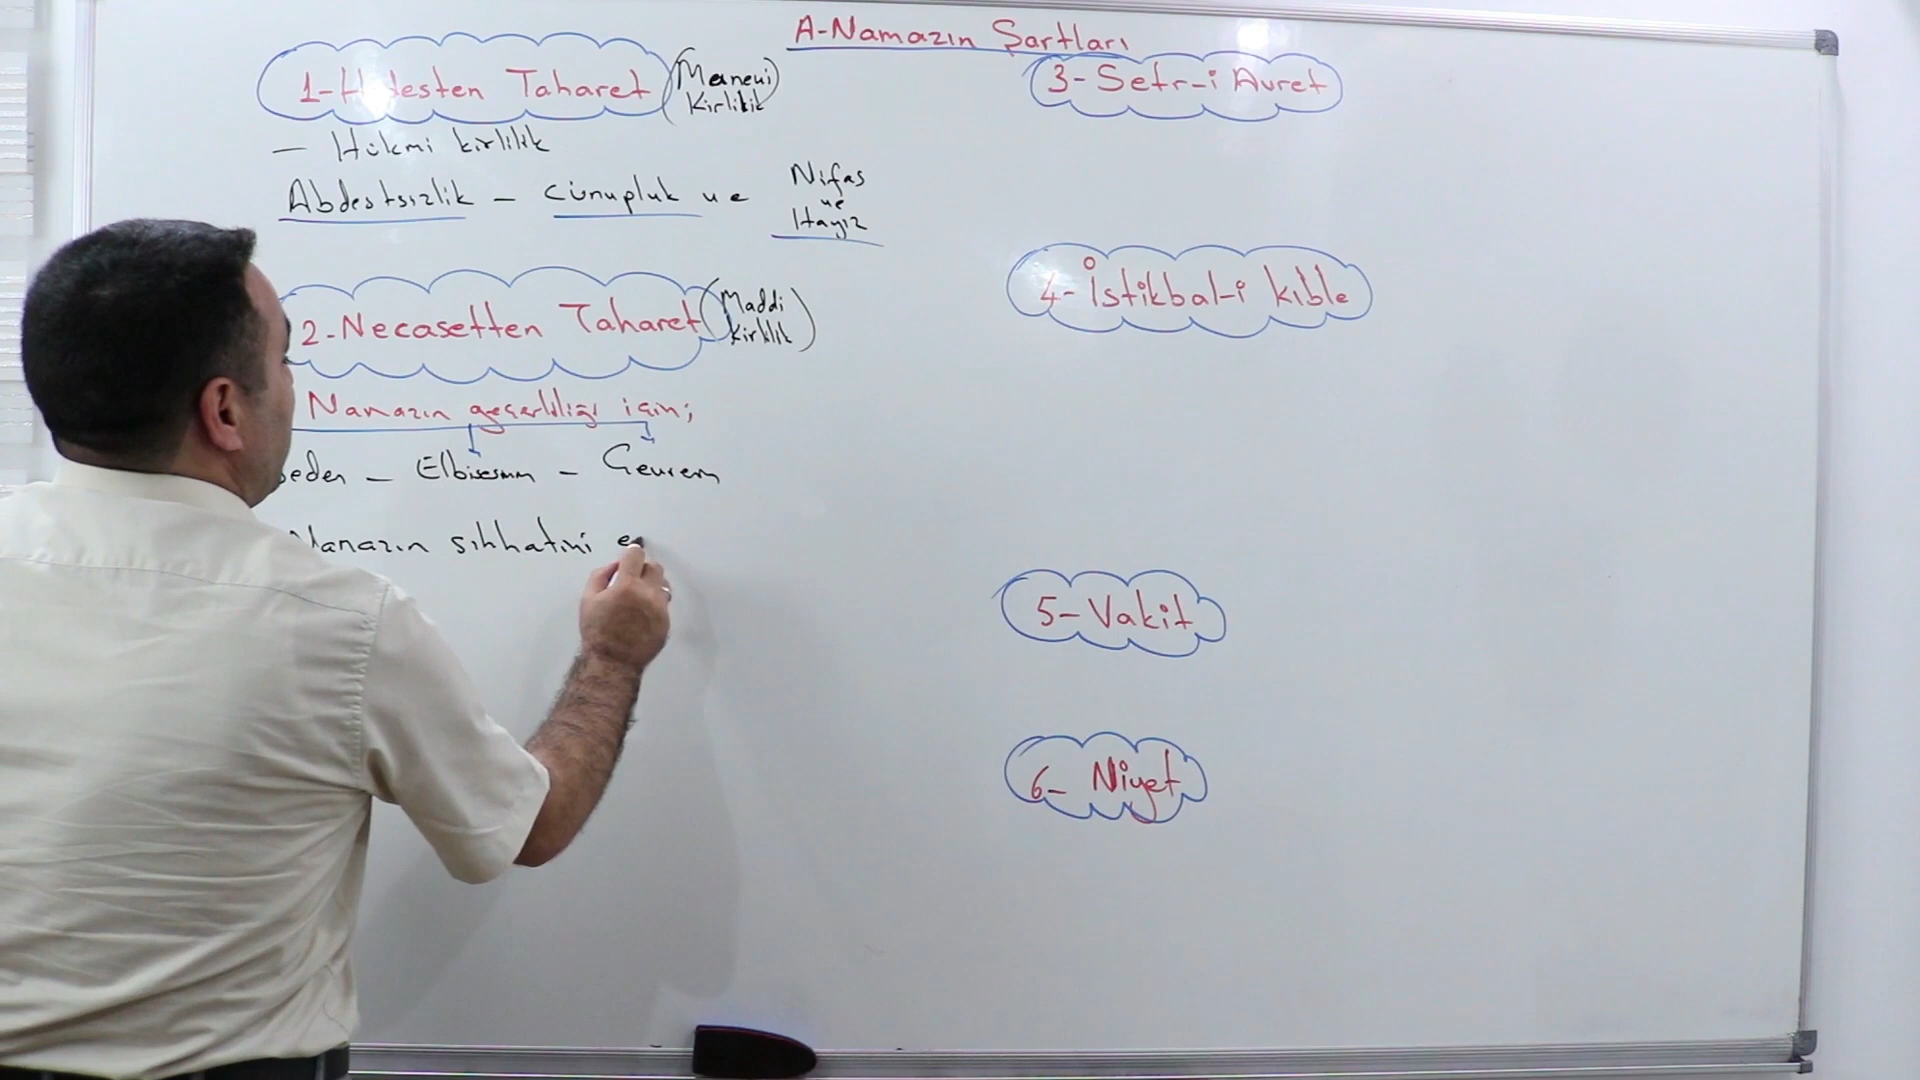 A-Namazın Şartları
1-Hadesten Taharet (Manevi
Kirlilik)
- Hükmi kirlilik
Abdestsizlik - cünupluk ve Nifas
ve
Hayız
2-Necasetten Taharet (Maddi
Kirlilik)
Namazın geçerliliği için;
Beden - Elbisesinin - Çevrenin
Namazın sıhhatini e
3-Setr-i Avret
4-İstikbal-i kıble
5-Vakit
6- Niyet